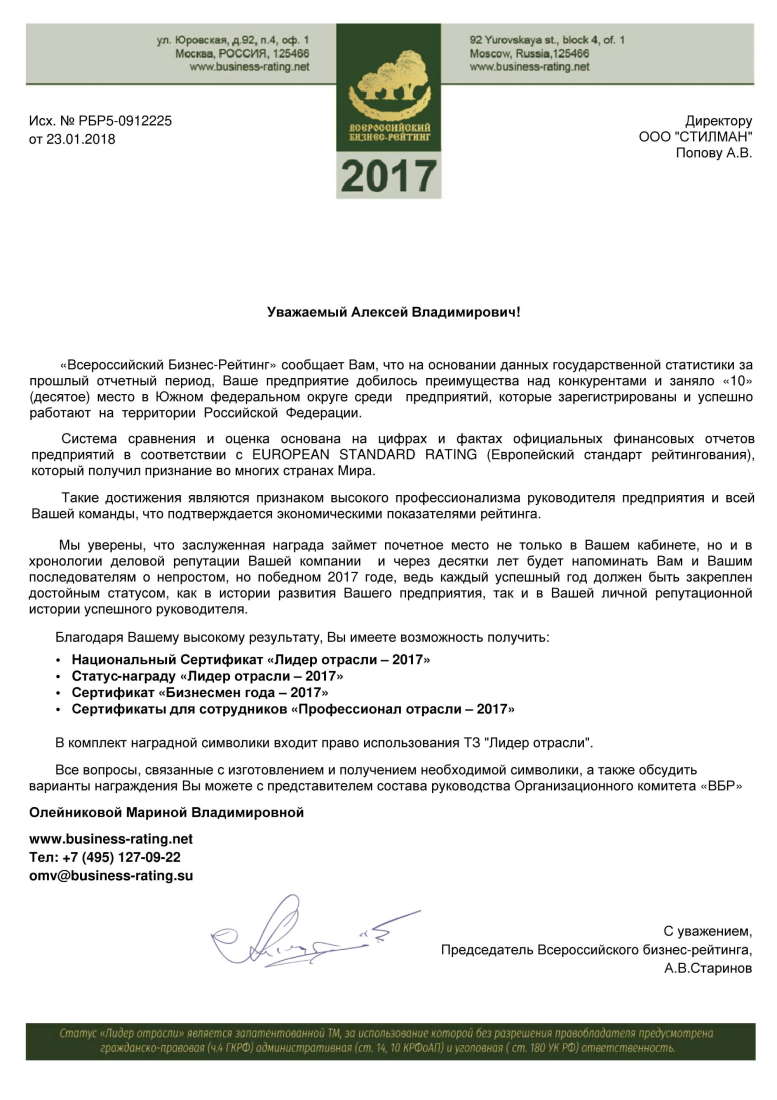 ул. Юровская, д.92, п.4, оф. 1
Москва, РОССИЯ, 125466
www.business-rating.net
92 Yurovskaya st., block 4, of. 1
Moscow, Russia,125466
www.business-rating.net
ВСЕРОССИЙСКИЙ
БИЗНЕС-РЕЙТИНГ
2017
Исх. № РБР5-0912225
от 23.01.2018
Директору
ООО "СТИЛМАН"
Попову А.В.
Уважаемый Алексей Владимирович!
«Всероссийский Бизнес-Рейтинг» сообщает Вам, что на основании данных государственной статистики за
прошлый отчетный период, Ваше предприятие добилось преимущества над конкурентами и заняло «10»
(десятое) место в Южном федеральном округе среди предприятий, которые зарегистрированы и успешно
работают на территории Российской Федерации.
Система сравнения и оценка основана на цифрах и фактах официальных финансовых отчетов
предприятий в соответствии с EUROPEAN STANDARD RATING (Европейский стандарт рейтингования),
который получил признание во многих странах Мира.
Такие достижения являются признаком высокого профессионализма руководителя предприятия и всей
Вашей команды, что подтверждается экономическими показателями рейтинга.
Мы уверены, что заслуженная награда займет почетное место не только в Вашем кабинете, но и в
хронологии деловой репутации Вашей компании и через десятки лет будет напоминать Вам и Вашим
последователям о непростом, но победном 2017 годе, ведь каждый успешный год должен быть закреплен
достойным статусом, как в истории развития Вашего предприятия, так и в Вашей личной репутационной
истории успешного руководителя.
Благодаря Вашему высокому результату, Вы имеете возможность получить:
• Национальный Сертификат «Лидер отрасли – 2017»
• Статус-награду «Лидер отрасли – 2017»
• Сертификат «Бизнесмен года – 2017»
• Сертификаты для сотрудников «Профессионал отрасли – 2017»
В комплект наградной символики входит право использования ТЗ "Лидер отрасли".
Все вопросы, связанные с изготовлением и получением необходимой символики, а также обсудить
варианты награждения Вы можете с представителем состава руководства Организационного комитета «ВБР»
Олейниковой Мариной Владимировной
www.business-rating.net
Тел: +7 (495) 127-09-22
omv@business-rating.su
С уважением,
Председатель Всероссийского бизнес-рейтинга,
А.В.Старинов
Статус «Лидер отрасли» является запатентованной ТМ, за использование которой без разрешения правобладателя предусмотрена
гражданско-правовая (ч.4 ГКРФ) административная (ст. 14, 10 КРФоАП) и уголовная ( ст. 180 УК РФ) ответственность.